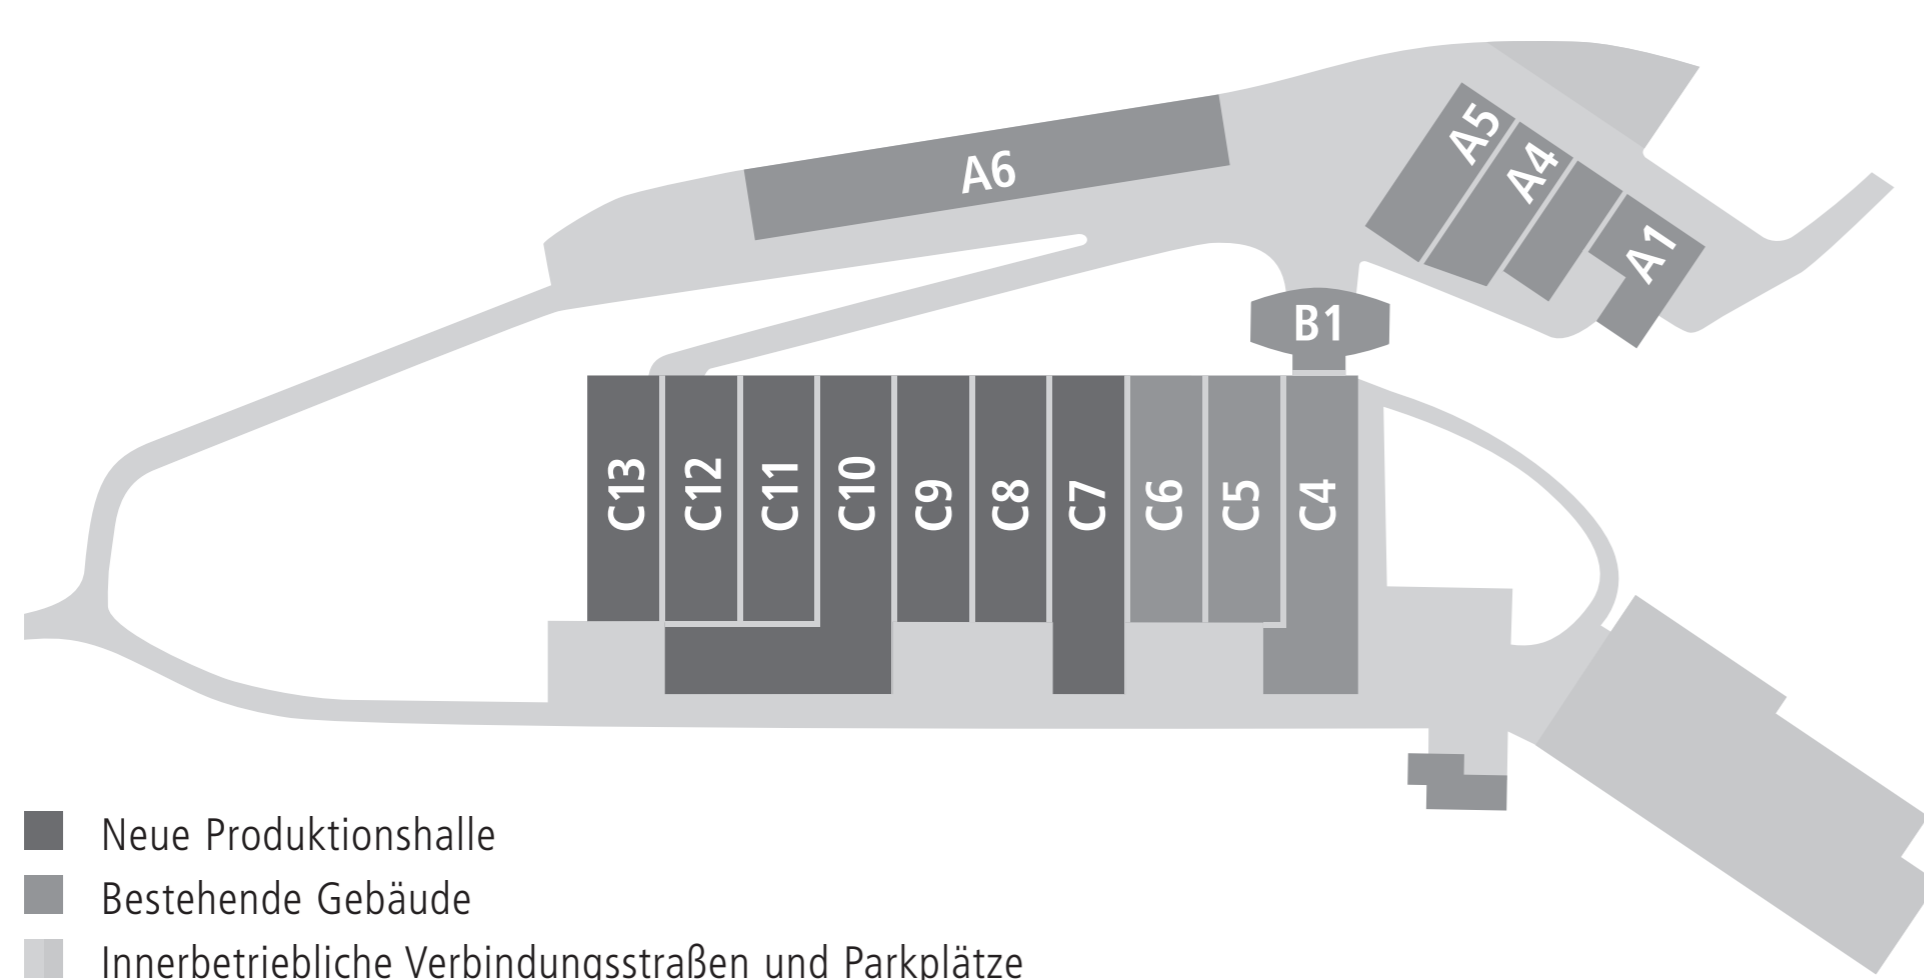 A5
A4
A6
A1
B1
C13
C12
C11
C10
C9
C8
C7
C6
C5
C4
Neue Produktionshalle
Bestehende Gebäude
Innerbetriebliche Verbindungsstraßen und Parkplätze